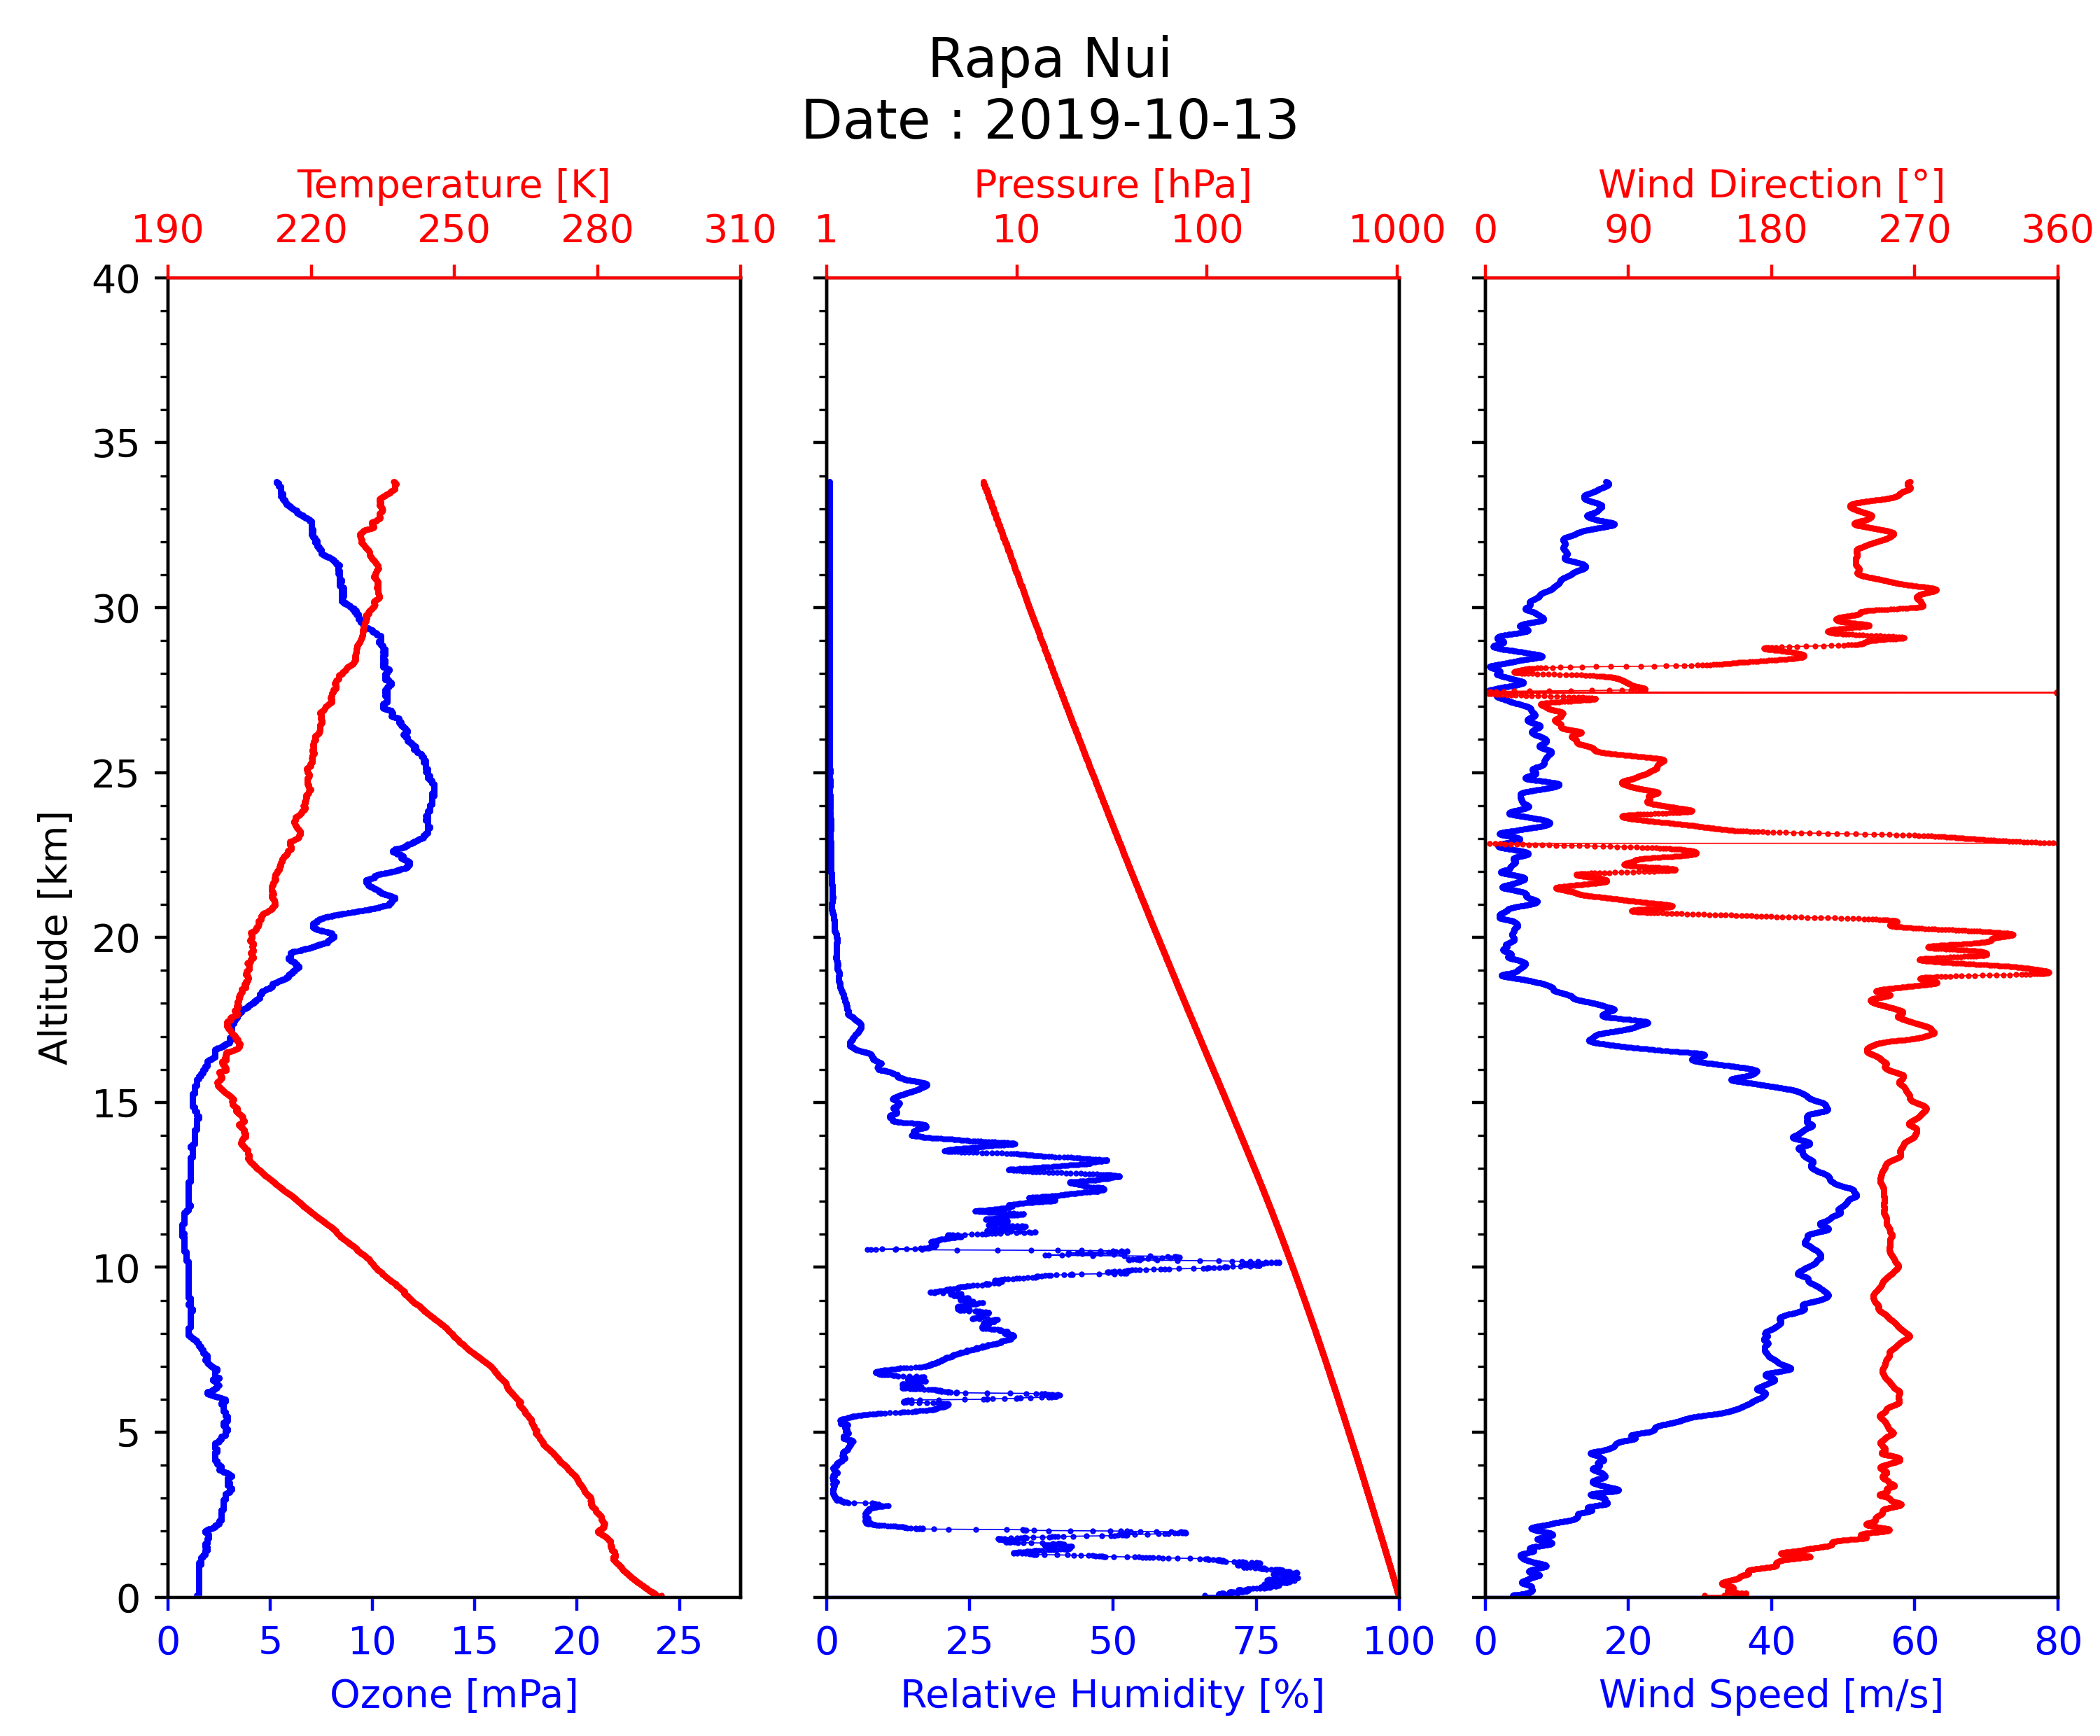 Rapa Nui
Date : 2019-10-13
Temperature [K]
190 220 250 280 310
Pressure [hPa]
1 10 100 1000
Wind Direction [°]
0 90 180 270 360
Altitude [km]
40
35
30
25
20
15
10
5
0
0 5 10 15 20 25
Ozone [mPa]
0 25 50 75 100
Relative Humidity [%]
0 20 40 60 80
Wind Speed [m/s]